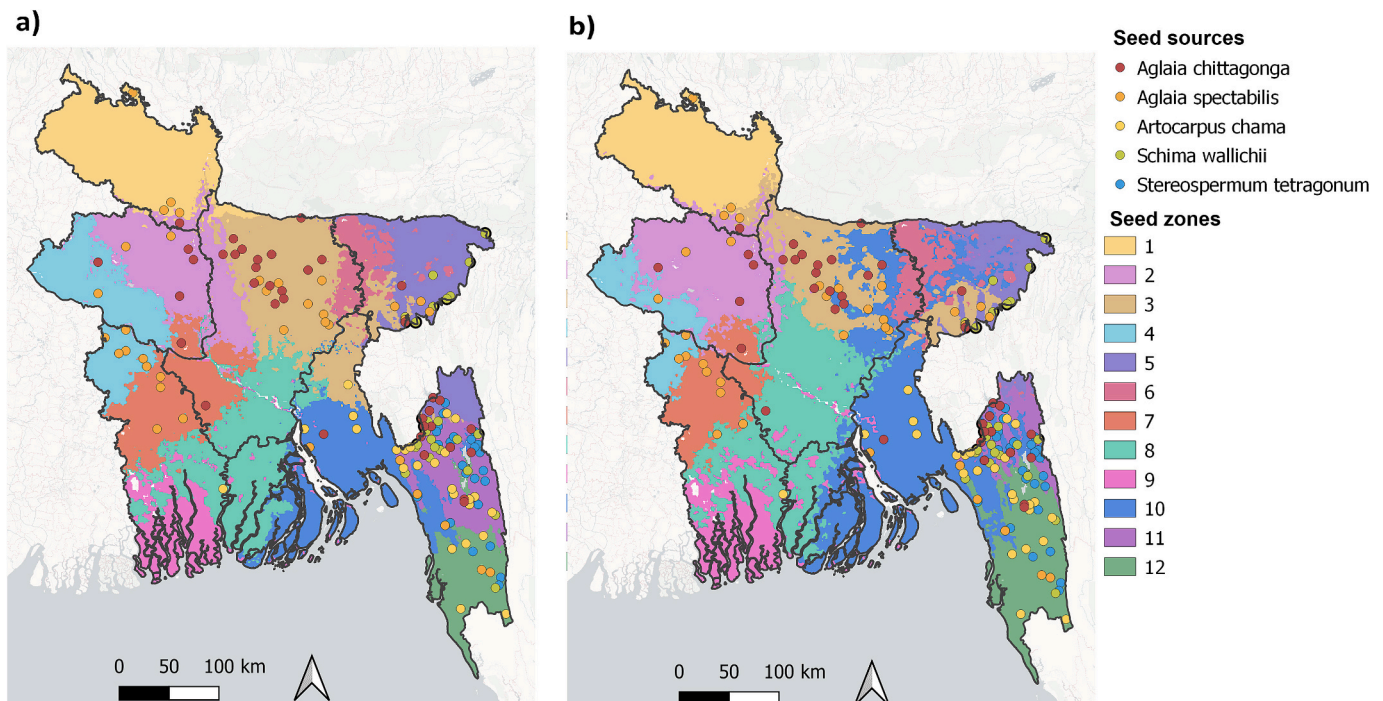 a)
b)
Seed sources
Aglaia chittagonga
Aglaia spectabilis
Artocarpus chama
Schima wallichii
Stereospermum tetragonum
Seed zones
1
2
3
4
5
6
7
8
9
10
11
12
0 50 100 km
0 50 100 km